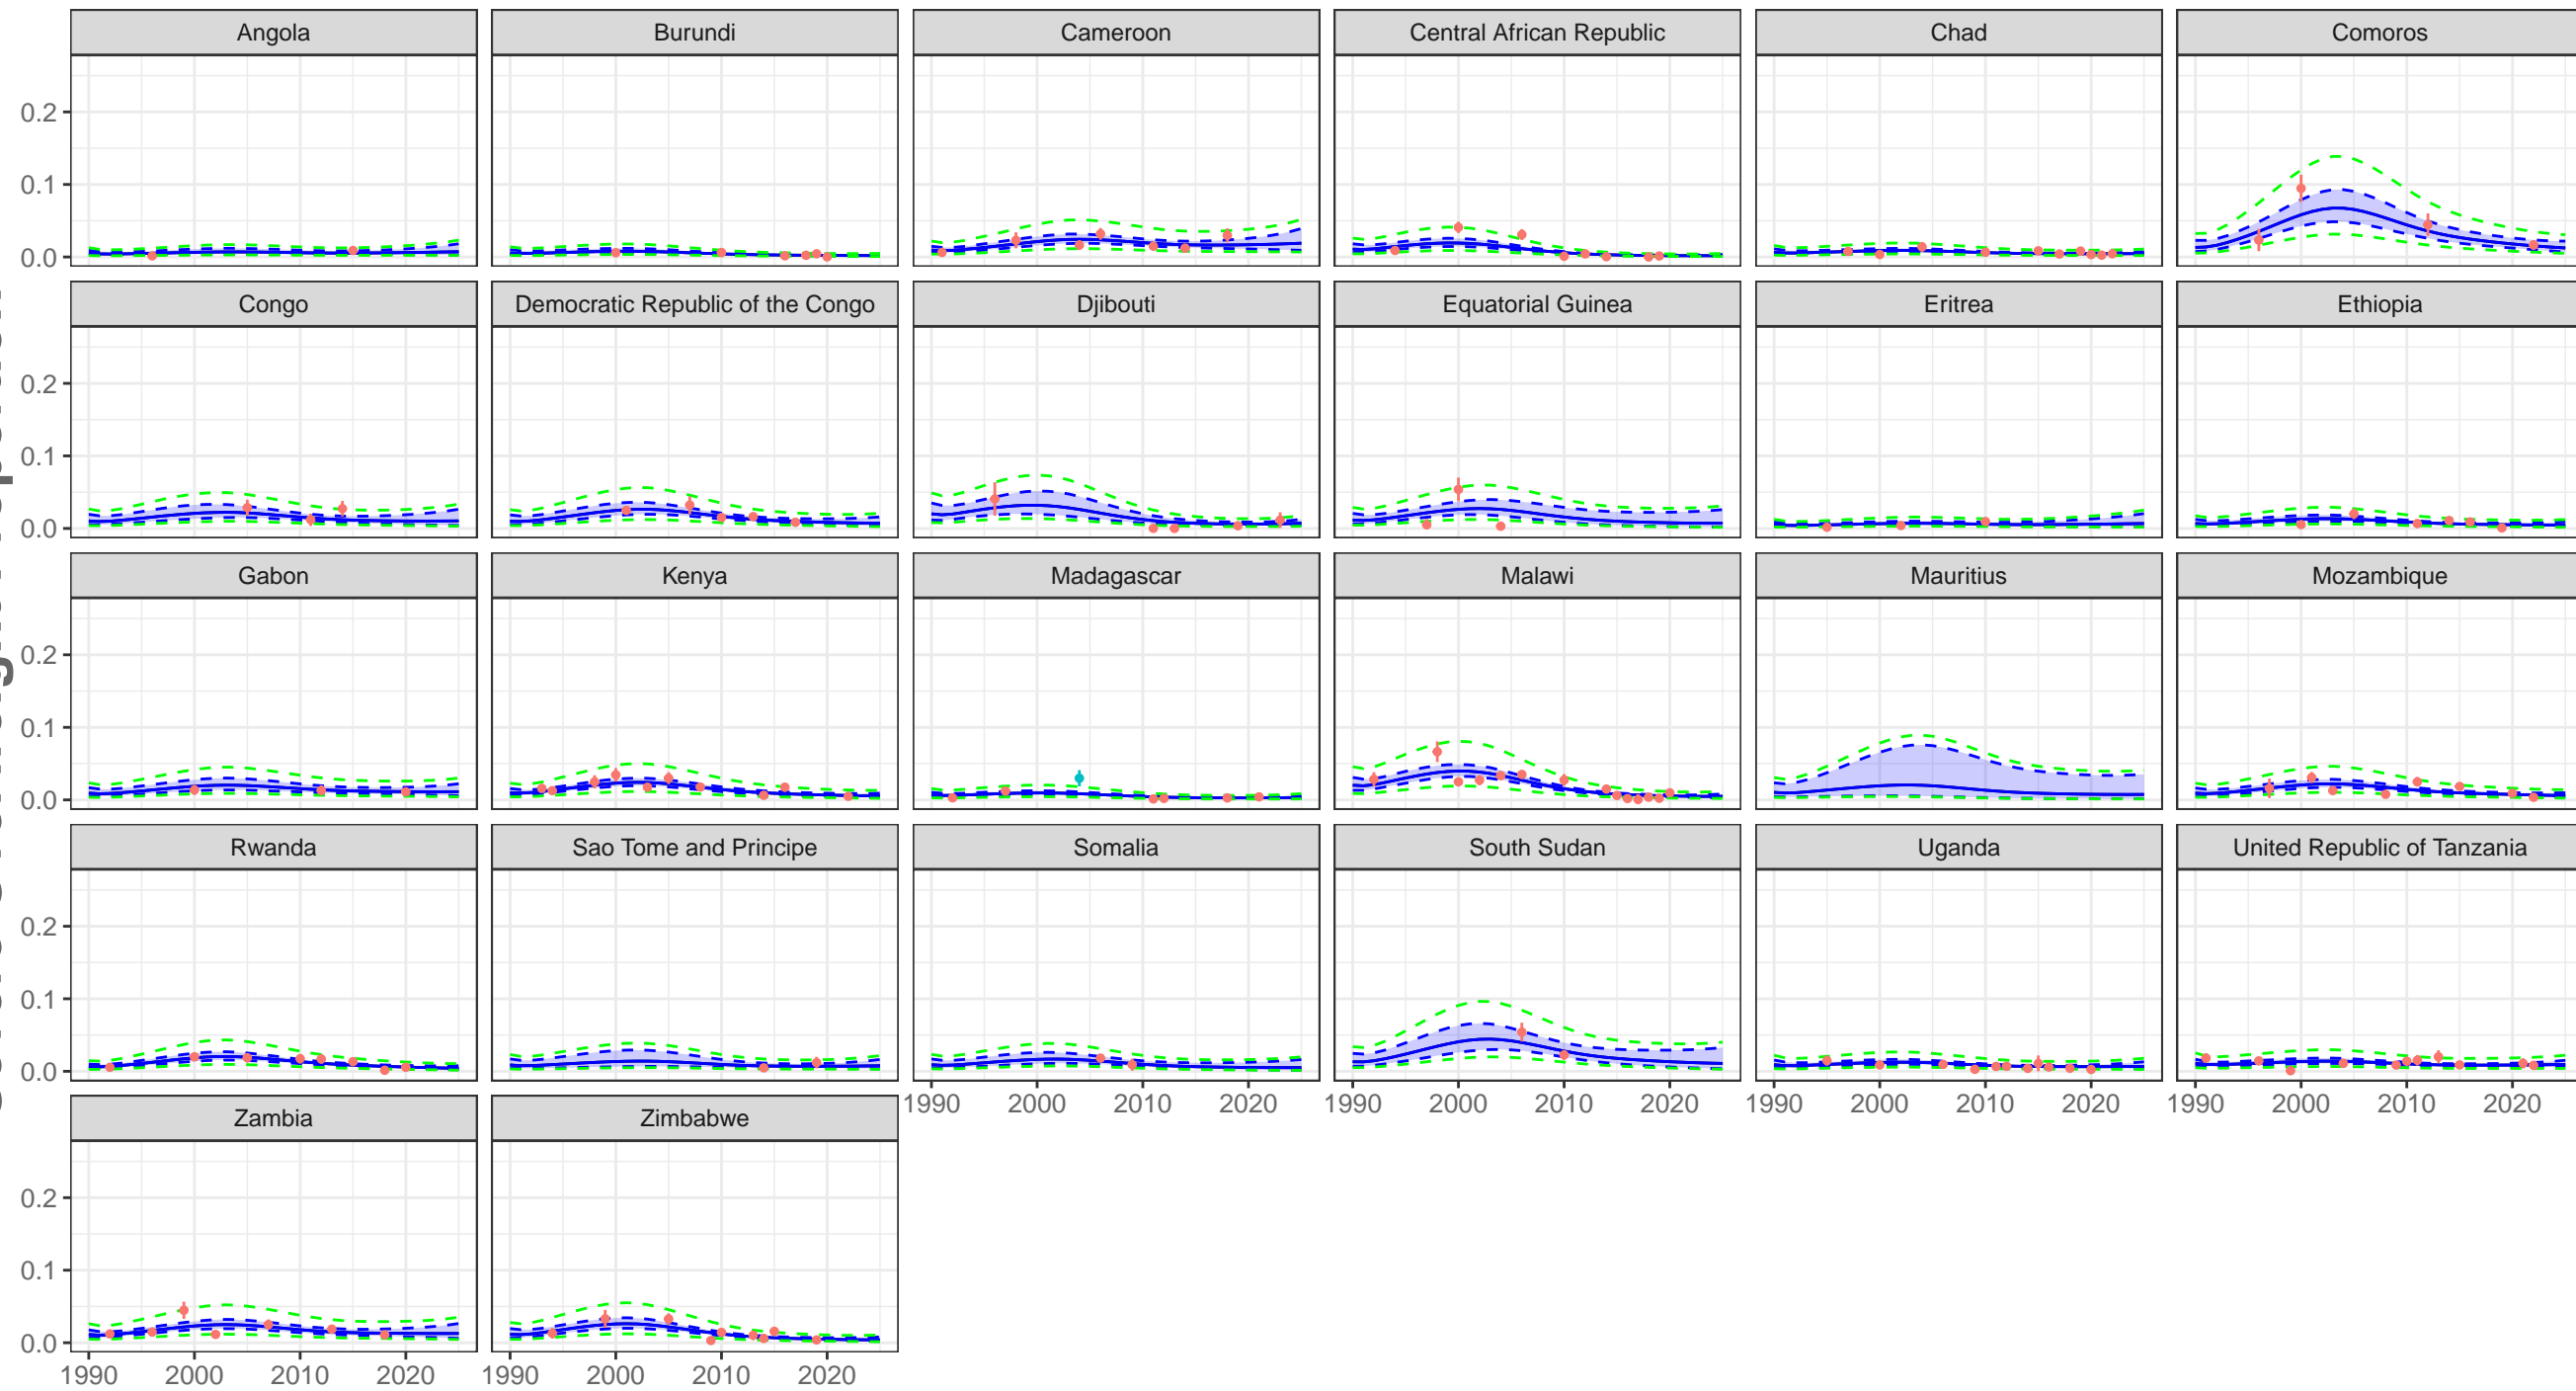 Angola Burundi Cameroon Central African Republic Chad Comoros
0.2
0.1
0.0
Congo Democratic Republic of the Congo Djibouti Equatorial Guinea Eritrea Ethiopia
0.2
0.1
0.0
Gabon Kenya Madagascar Malawi Mauritius Mozambique
0.2
0.1
0.0
Rwanda Sao Tome and Principe Somalia South Sudan Uganda United Republic of Tanzania
0.2
0.1
0.0
1990 2000 2010 2020 1990 2000 2010 2020 1990 2000 2010 2020 1990 2000 2010 2020
Zambia Zimbabwe
0.2
0.1
0.0
1990 2000 2010 2020 1990 2000 2010 2020